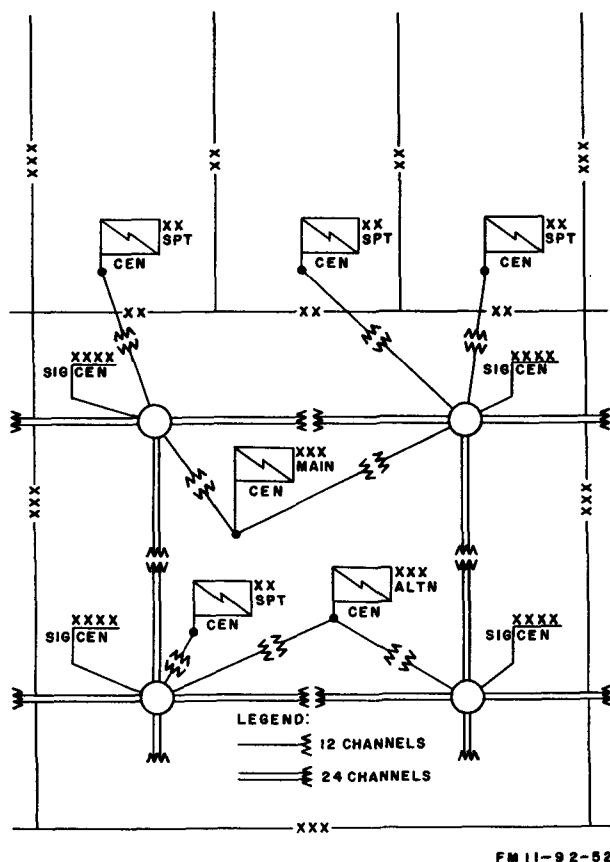 XXX
XX
XX
XXX
XX
SPT
CEN
XX
SPT
CEN
XX
SPT
CEN
XX
XX
XX
XXXX
SIG CEN
XXXX
SIG CEN
XXX
MAIN
CEN
XXX
XXX
XX
SPT
CEN
XXX
ALTN
CEN
XXXX
SIG CEN
XXXX
SIG CEN
LEGEND:
12 CHANNELS
24 CHANNELS
XXX
FM 11-92-52